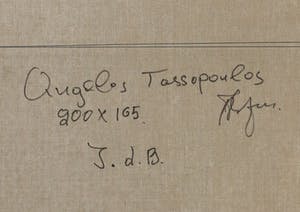 Angelos Tassopoulos
200 x 165.
J. d. B.